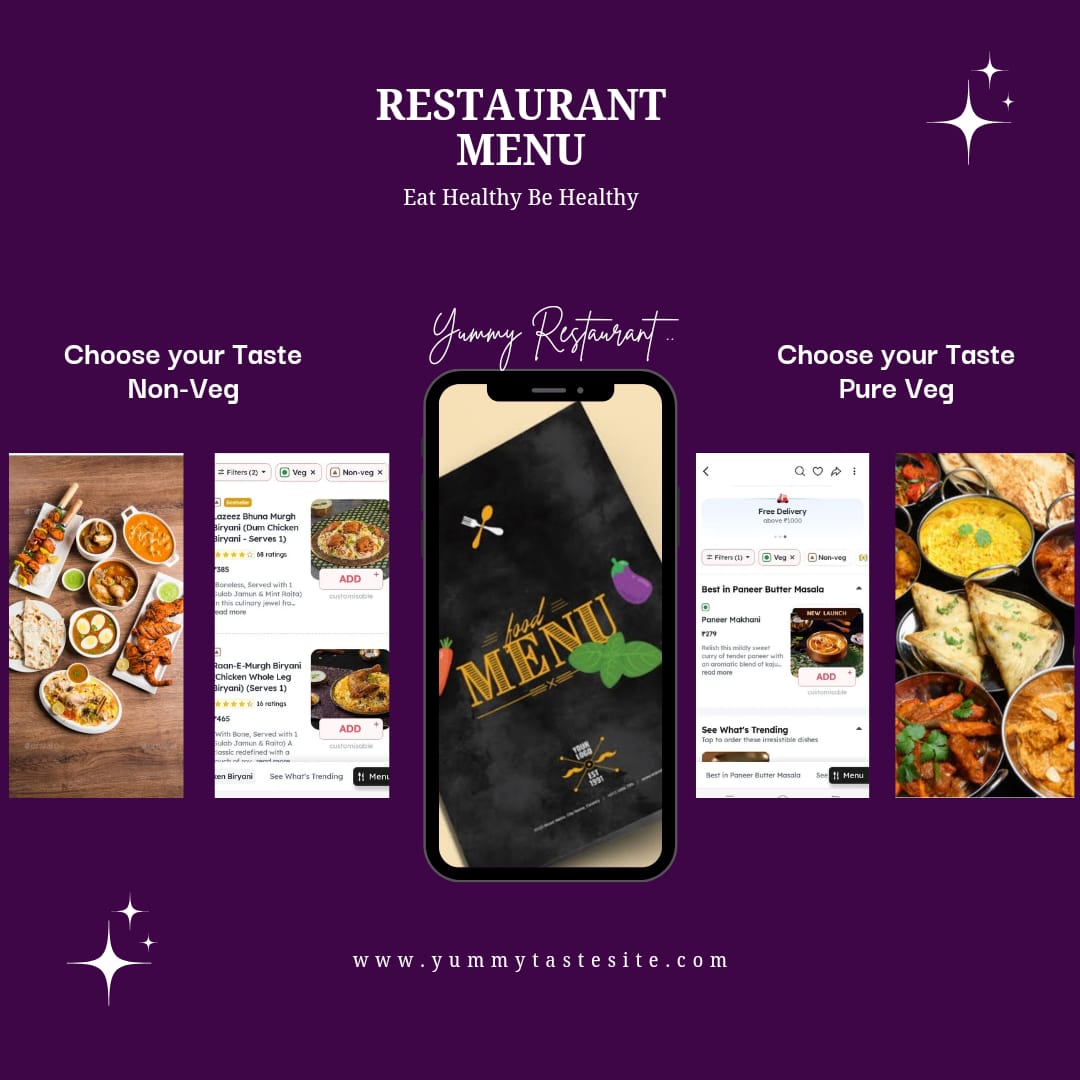 RESTAURANT
MENU
Eat Healthy Be Healthy
Yummy Restaurant ..
Choose your Taste
Non-Veg
Choose your Taste
Pure Veg
Filters (2)
Veg ×
Non-veg ×
Bestseller
Lazeez Bhuna Murgh
Biryani (Dum Chicken
Biryani - Serves 1)
68 ratings
₹385
Boneless, Served with 1
Gulab Jamun & Mint Raita)
in this culinary jewel fra...
read more
ADD +
customisable
Raan-E-Murgh Biryani
(Chicken Whole Leg
Biryani) (Serves 1)
16 ratings
₹465
With Bone, Served with 1
Gulab Jamun & Raita) A
classic redefined with a
touch of roy... read more
ADD +
customisable
ken Biryani
See What's Trending
Menu
food
MENU
YOUR
LOGO
EST
1991
Free Delivery
above ₹1000
Filters (1)
Veg ×
Non-veg
Best in Paneer Butter Masala
NEW LAUNCH
Paneer Makhani
₹279
Relish this mildly sweet
curry of tender paneer with
an aromatic blend of kaju...
read more
ADD +
customisable
See What's Trending
Tap to order these irresistible dishes
Best in Paneer Butter Masala
See
Menu
www.yummytastesite.com